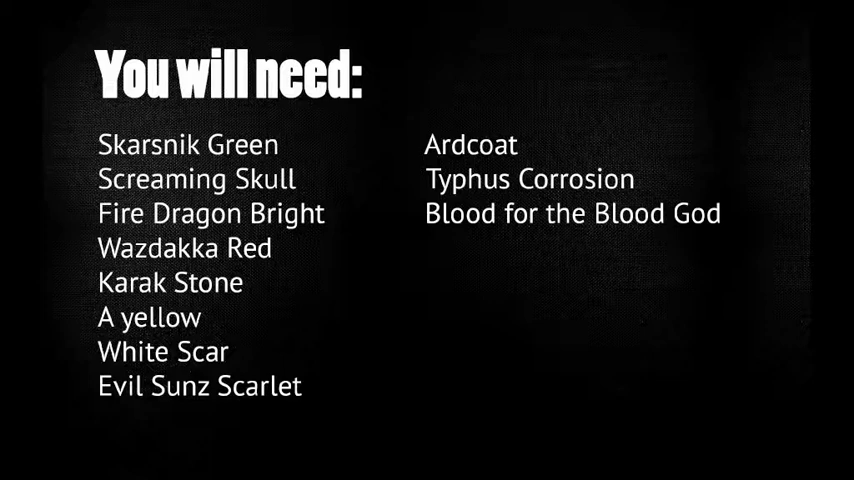 You will need:
Skarsnik Green
Screaming Skull
Fire Dragon Bright
Wazdakka Red
Karak Stone
A yellow
White Scar
Evil Sunz Scarlet
Ardcoat
Typhus Corrosion
Blood for the Blood God